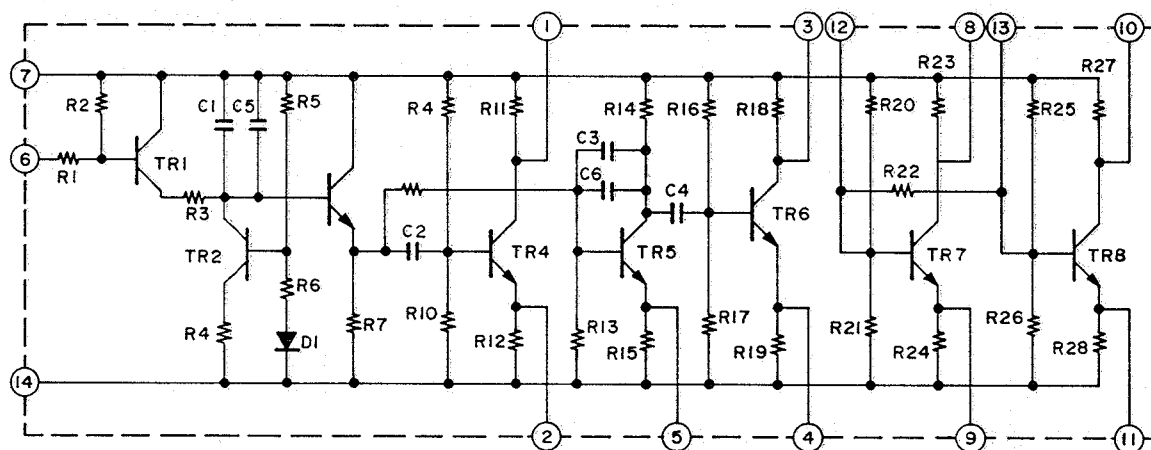 1 3 12 8 13 10
7
R23 R27
R2 C1 C5 R5 R4 R11 R14 R16 R18 R20 R25
C3
6
R1 TR1 C6 R22
R3 C4 TR6
TR2 C2 TR4 TR5 TR7 TR8
R6
R4 D1 R7 R10 R12 R13 R15 R17 R19 R21 R24 R26 R28
14
2 5 4 9 11